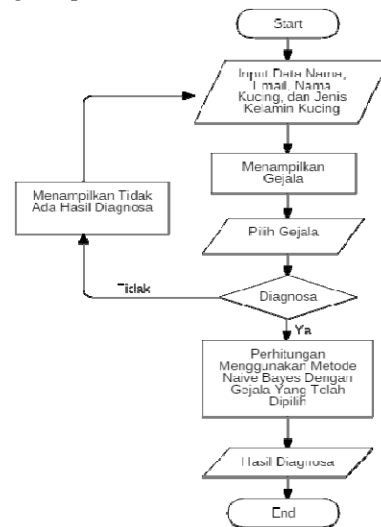 Start
Input Data Nama,
Email, Nama
Kucing, dan Jenis
Kelamin Kucing
Menampilkan
Gejala
Menampilkan Tidak
Ada Hasil Diagnosa
Pilih Gejala
Tidak
Diagnosa
Ya
Perhitungan
Menggunakan Metode
Naive Bayes Dengan
Gejala Yang Telah
Dipilih
Hasil Diagnosa
End